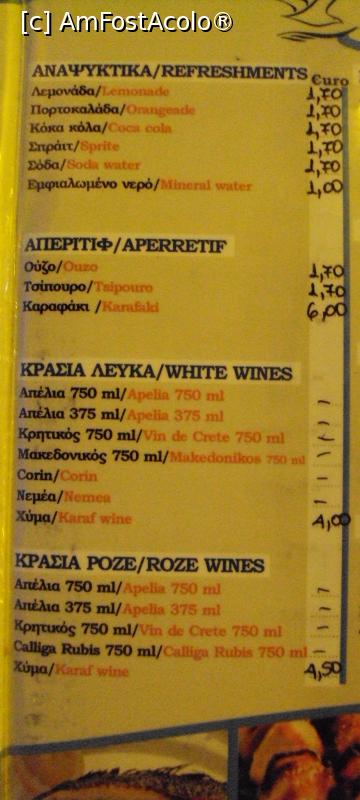 [c] AmFostAcolo®
ΑΝΑΨΥΚΤΙΚΑ/REFRESHMENTS €uro
Λεμονάδα/Lemonade 1,70
Πορτοκαλάδα/Orangeade 1,70
Κόκα κόλα/Coca cola 1,70
Σπράιτ/Sprite 1,70
Σόδα/Soda water 1,70
Εμφιαλωμένο νερό/Mineral water 1,00
ΑΠΕΡΙΤΙΦ/APERRETIF
Ούζο/Ouzo 1,70
Τσίπουρο/Tsipouro 1,70
Καραφάκι /Karafaki 6,00
ΚΡΑΣΙΑ ΛΕΥΚΑ/WHITE WINES
Απέλια 750 ml/Apelia 750 ml -
Απέλια 375 ml/Apelia 375 ml -
Κρητικός 750 ml/Vin de Crete 750 ml -
Μακεδονικός 750 ml/Makedonikos 750 ml -
Corin/Corin -
Νεμέα/Nemea -
Χύμα/Karaf wine 4,00
ΚΡΑΣΙΑ ΡΟΖΕ/ROZE WINES
Απέλια 750 ml/Apelia 750 ml -
Απέλια 375 ml/Apelia 375 ml -
Κρητικός 750 ml/Vin de Crete 750 ml -
Calliga Rubis 750 ml/Calliga Rubis 750 ml -
Χύμα/Karaf wine 4,50